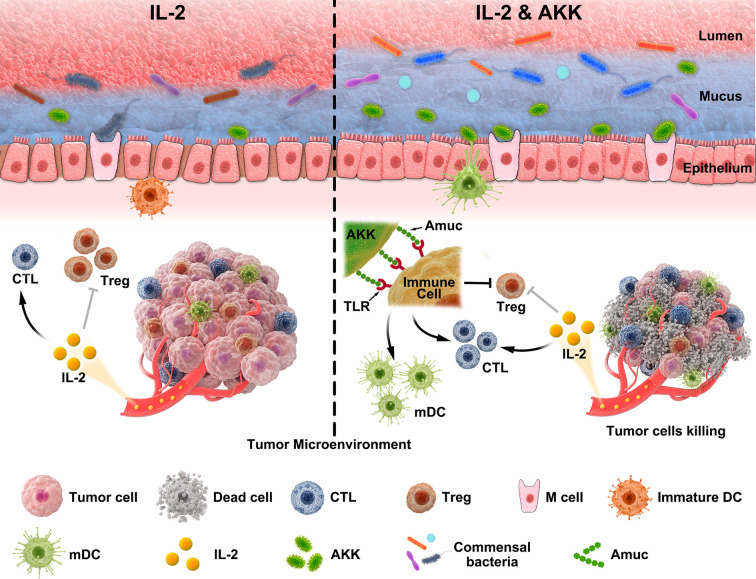 IL-2
IL-2 & AKK
Lumen
Mucus
Epithelium
CTL
Treg
IL-2
AKK
Amuc
Immune
Cell
TLR
Treg
IL-2
CTL
mDC
Tumor cells killing
Tumor Microenvironment
Tumor cell
Dead cell
CTL
Treg
M cell
Immature DC
mDC
IL-2
AKK
Commensal
bacteria
Amuc